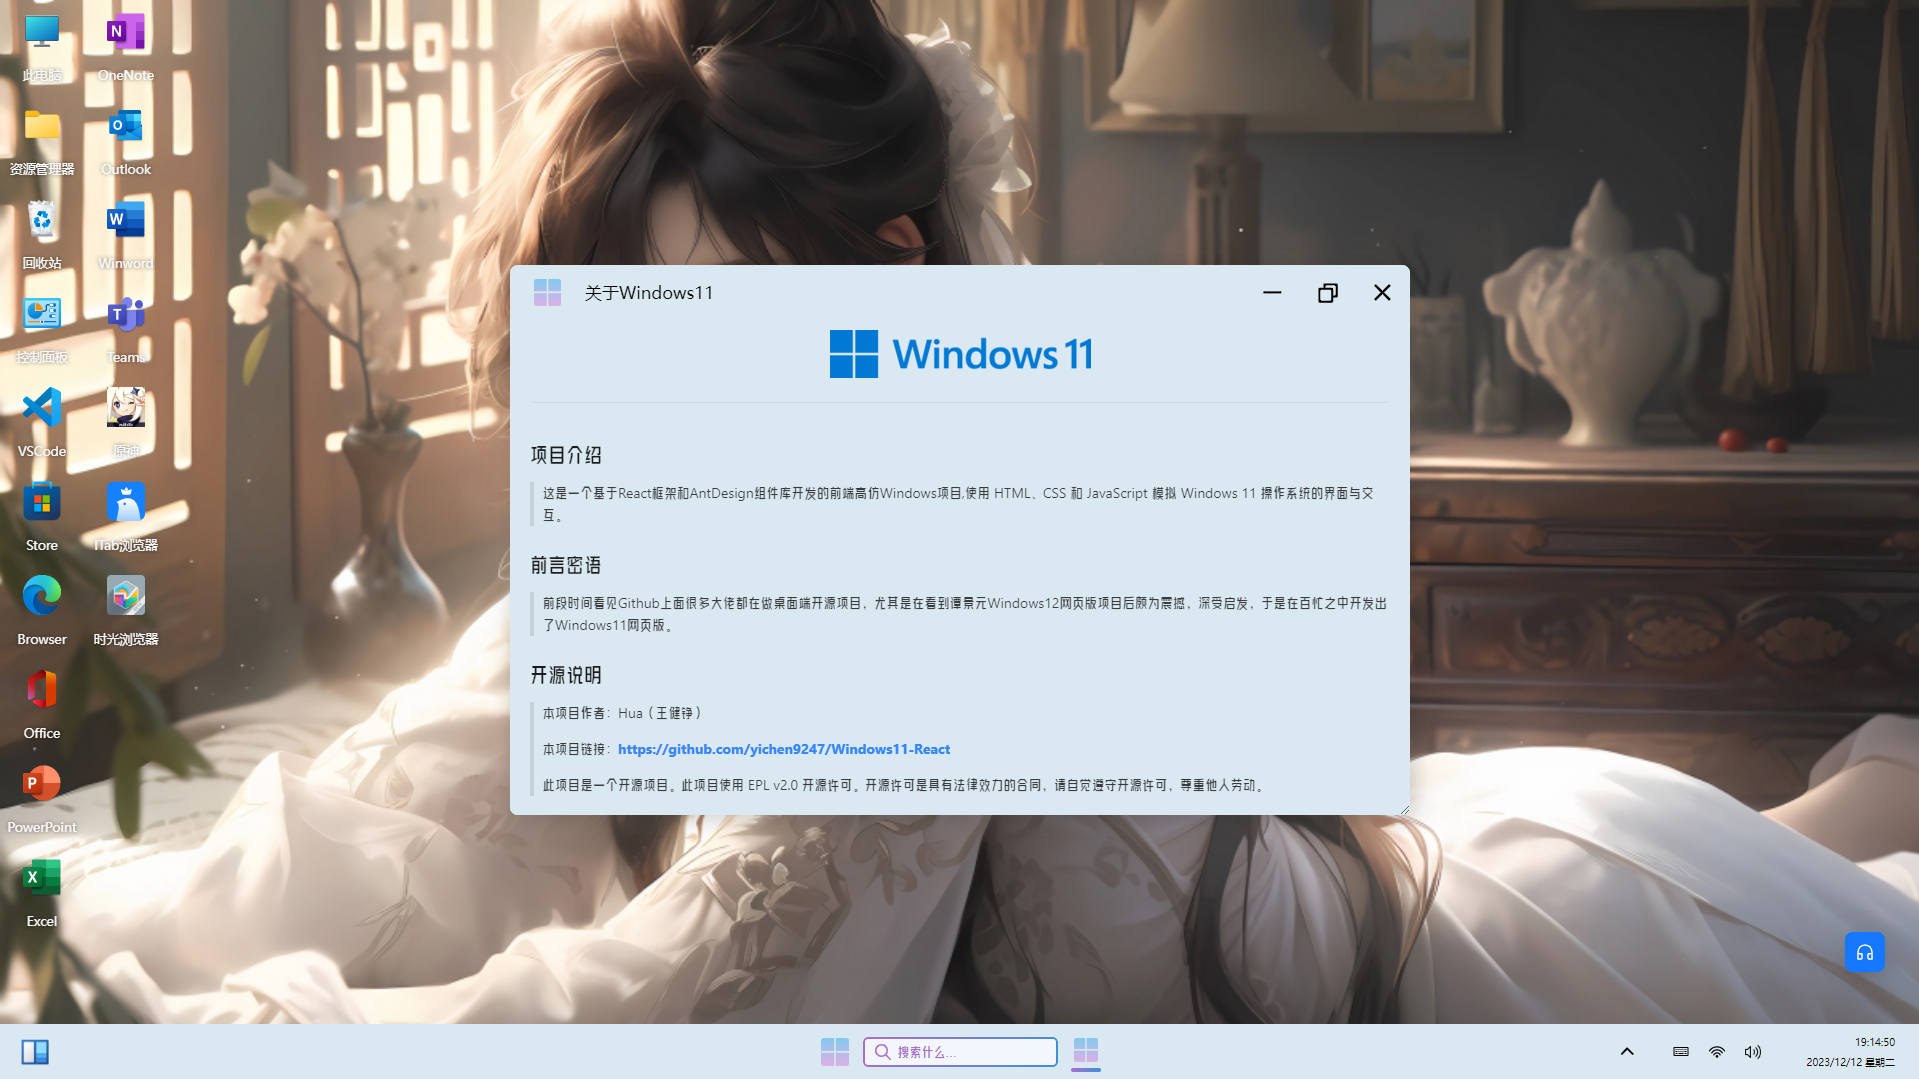 此电脑
OneNote
资源管理器
Outlook
回收站
Winword
控制面板
Teams
VSCode
原神
Store
iTab浏览器
Browser
时光浏览器
Office
PowerPoint
Excel
关于Windows11
Windows 11
项目介绍
这是一个基于React框架和AntDesign组件库开发的前端高仿Windows项目,使用 HTML、CSS 和 JavaScript 模拟 Windows 11 操作系统的界面与交
互。
前言密语
前段时间看见Github上面很多大佬都在做桌面端开源项目，尤其是在看到谭景元Windows12网页版项目后颇为震撼，深受启发，于是在百忙之中开发出
了Windows11网页版。
开源说明
本项目作者：Hua（王健铮）
本项目链接：https://github.com/yichen9247/Windows11-React
此项目是一个开源项目。此项目使用 EPL v2.0 开源许可。开源许可是具有法律效力的合同，请自觉遵守开源许可，尊重他人劳动。
搜索什么...
19:14:50
2023/12/12 星期二